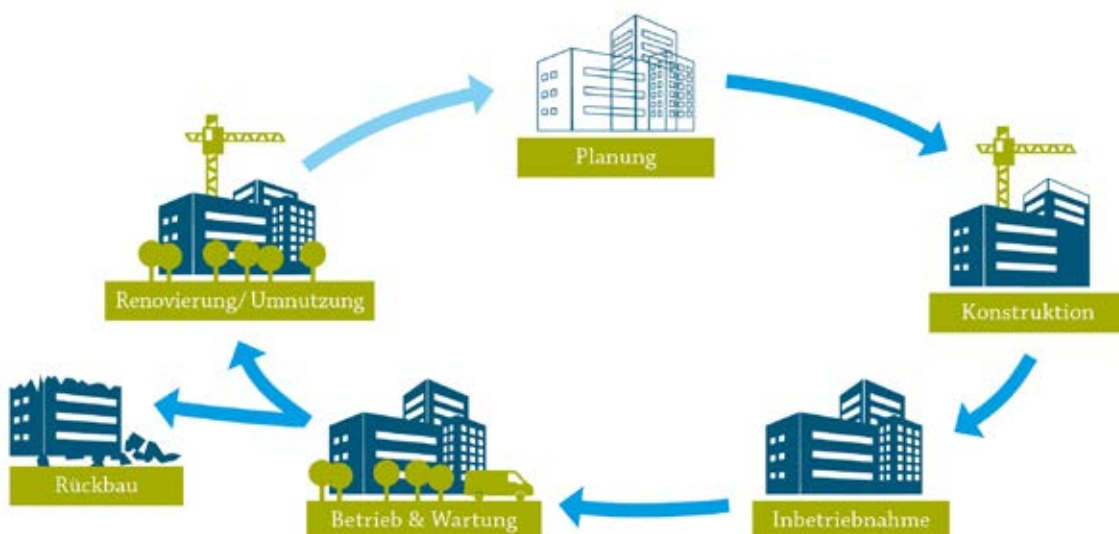 Planung
Konstruktion
Inbetriebnahme
Betrieb & Wartung
Rückbau
Renovierung/ Umnutzung